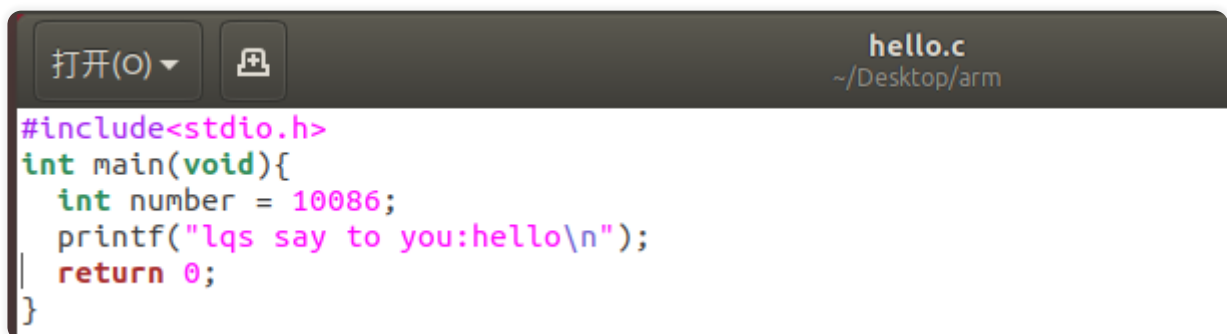 打开(O)
hello.c
~/Desktop/arm
#include<stdio.h>
int main(void){
  int number = 10086;
  printf("lqs say to you:hello\n");
  return 0;
}